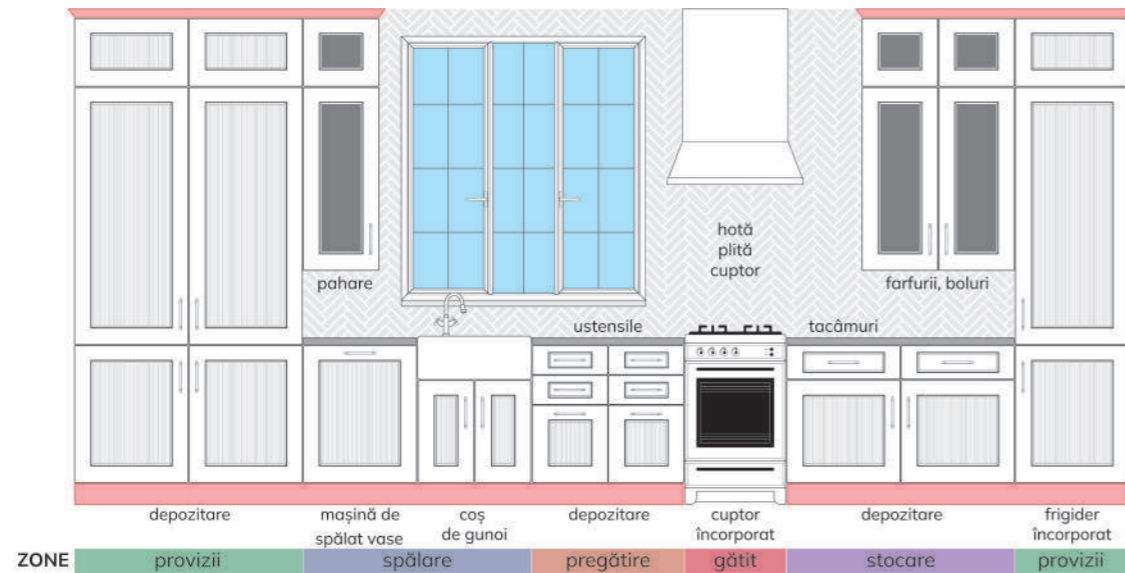 hotă
plită
cuptor
pahare
farfurii, boluri
ustensile
tacâmuri
depozitare
mașină de
spălat vase
coș
de gunoi
depozitare
cuptor
încorporat
depozitare
frigider
încorporat
ZONE provizii spălare pregătire gătit stocare provizii